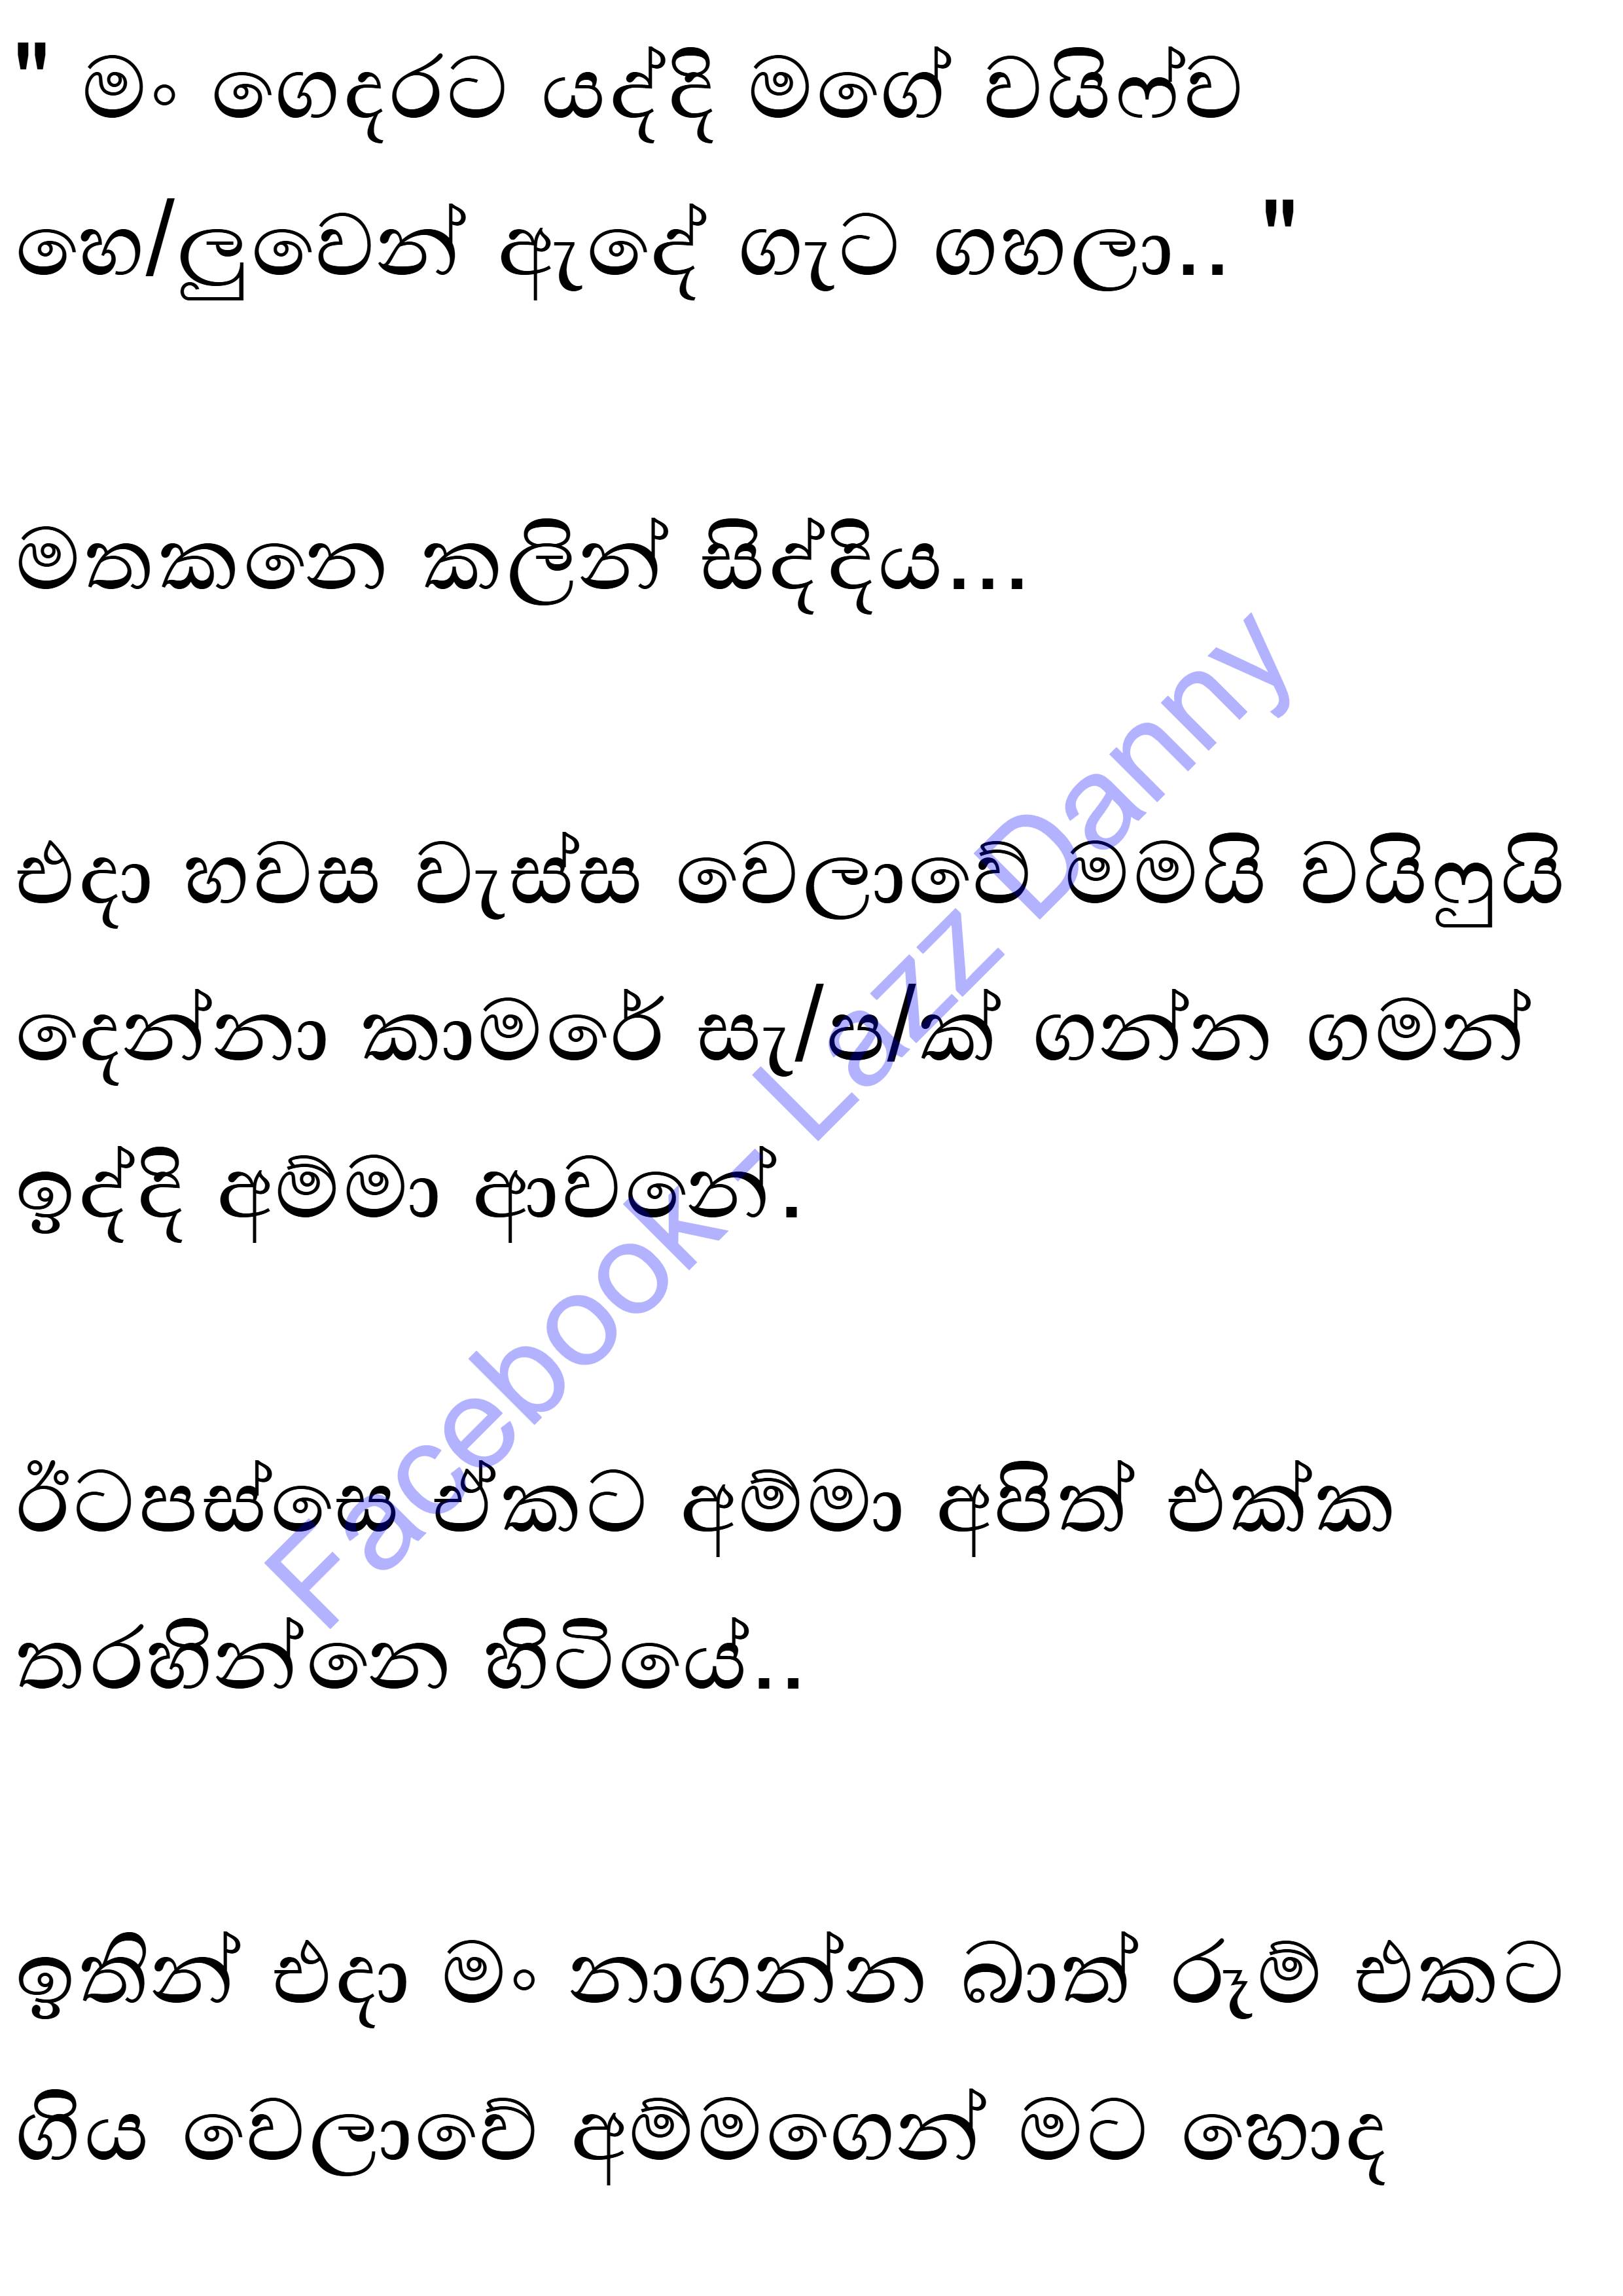 " මං ගෙදරට යද්දි මගේ වයිෆ්ව
හෙ/ලුවෙන් ඇඳේ ගැට ගහලා.. "
මතකනෙ කලින් සිද්දිය...
එදා හවස වැස්ස වෙලාවේ මමයි වයිෆුයි
දෙන්නා කාමරේ සැ/ප/ක් ගන්න ගමන්
ඉද්දි අම්මා ආවනේ.
ඊටපස්සෙ ඒකට අම්මා අපිත් එක්ක
තරහින්නෙ හිටියේ..
ඉතින් එදා මං නාගන්න බාත් රූම් එකට
ගිය වෙලාවේ අම්මගෙන් මට හොද
Facebook - Lazz Danny